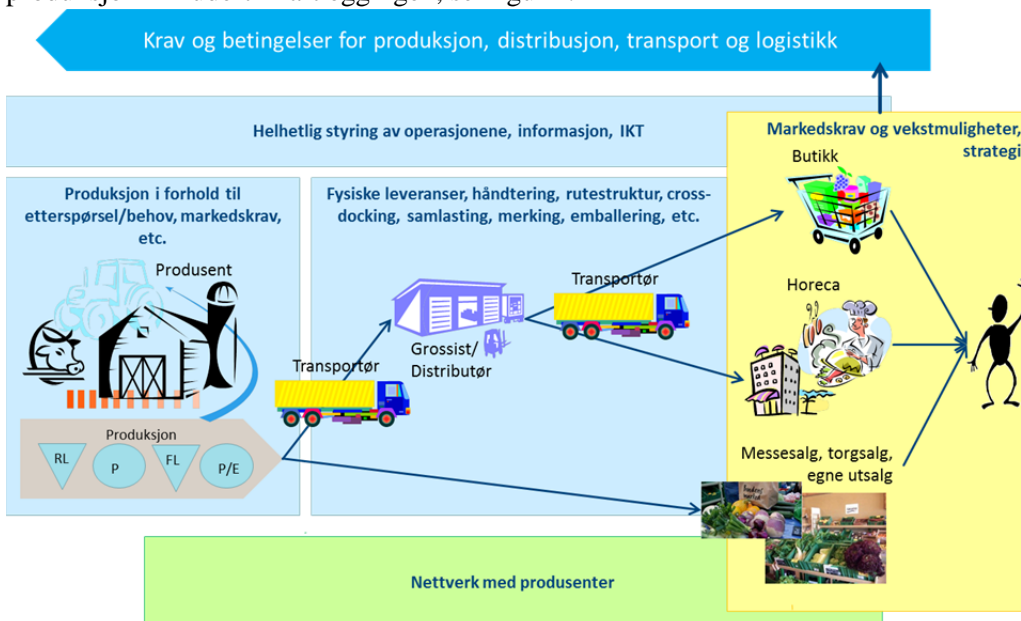 Krav og betingelser for produksjon, distribusjon, transport og logistikk
Helhetlig styring av operasjonene, informasjon, IKT
Markedskrav og vekstmuligheter,
strategi
Butikk
Produksjon i forhold til
etterspørsel/behov, markedskrav,
etc.
Fysiske leveranser, håndtering, rutestruktur, cross-
docking, samlasting, merking, emballering, etc.
Produsent
Transportør
Horeca
Grossist/
Distributør
Transportør
Produksjon
RL
P
FL
P/E
Messesalg, torgsalg,
egne utsalg
Nettverk med produsenter